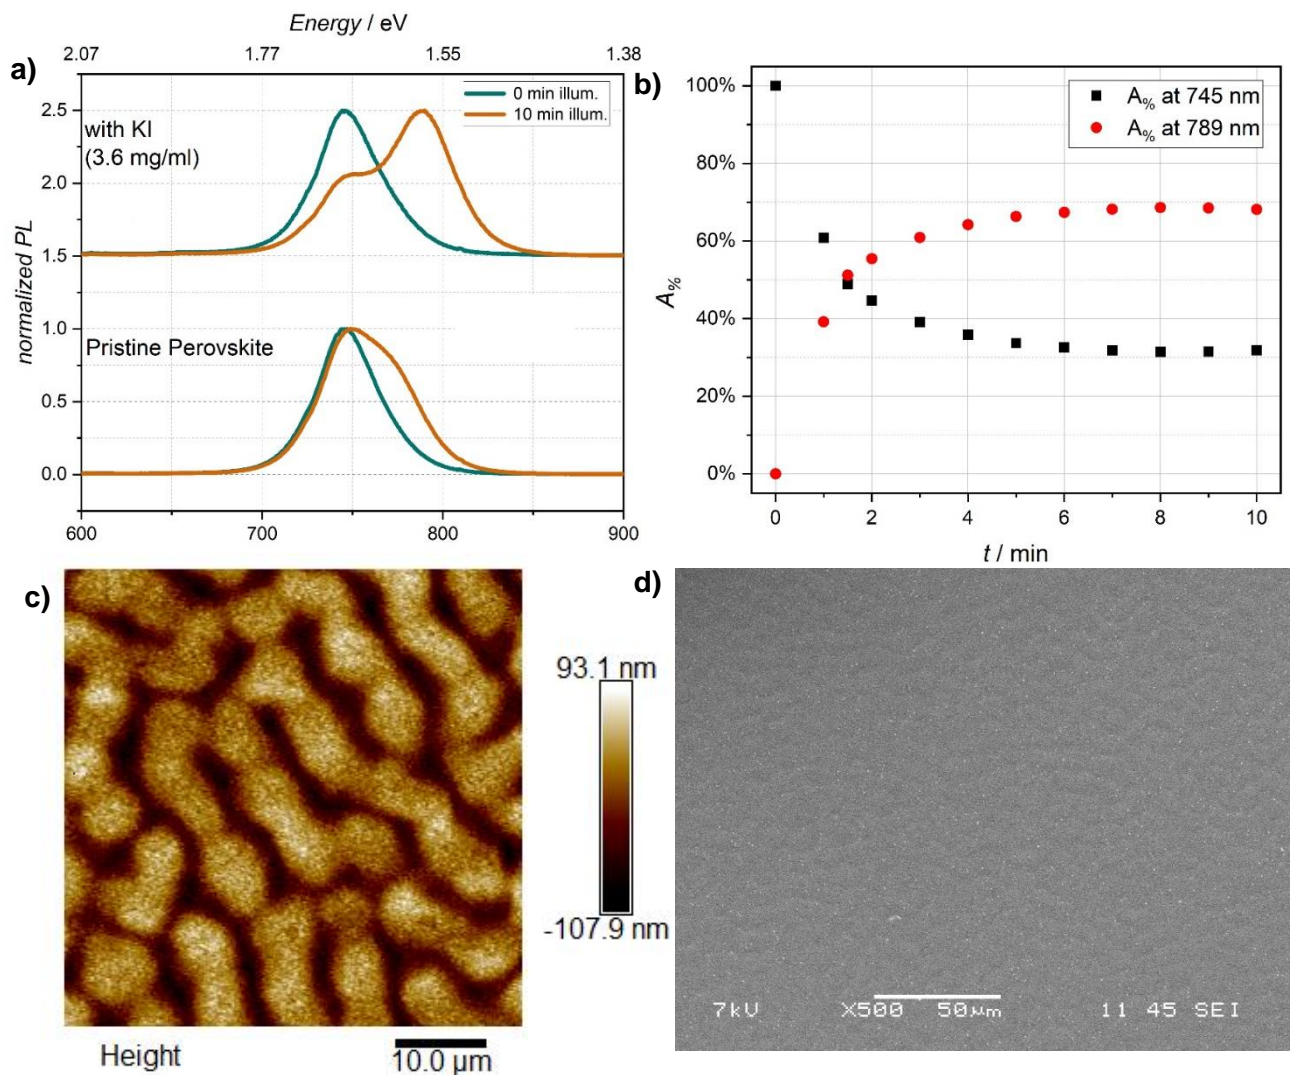 a)
Energy / eV
2.07 1.77 1.55 1.38
2.5
2.0
1.5
1.0
0.5
0.0
normalized PL
with KI
(3.6 mg/ml)
0 min illum.
10 min illum.
Pristine Perovskite
600 700 800 900
b)
100%
80%
60%
40%
20%
0%
A%
A% at 745 nm
A% at 789 nm
0 2 4 6 8 10
t / min
c)
93.1 nm
-107.9 nm
Height
10.0 µm
d)
7kV X500 50µm 11 45 SEI